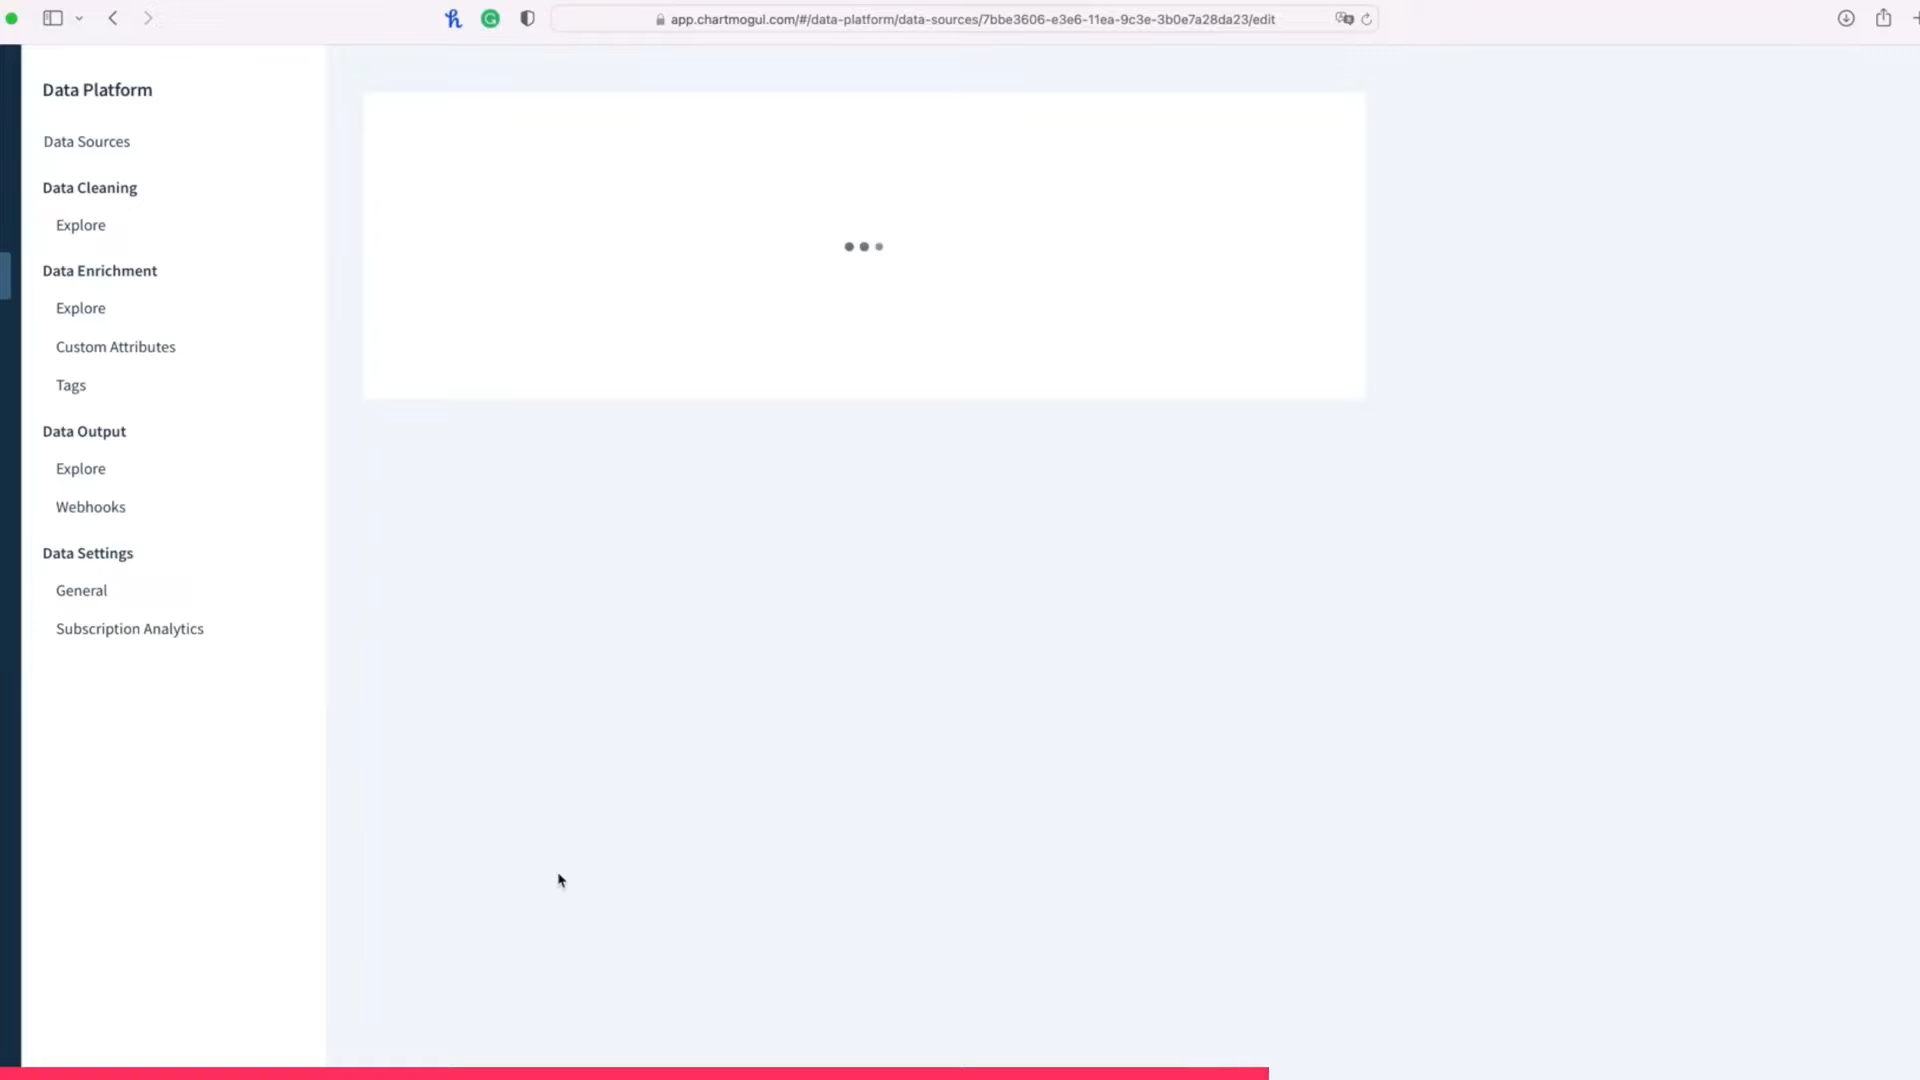 app.chartmogul.com/#/data-platform/data-sources/7bbe3606-e3e6-11ea-9c3e-3b0e7a28da23/edit
Data Platform
Data Sources
Data Cleaning
Explore
Data Enrichment
Explore
Custom Attributes
Tags
Data Output
Explore
Webhooks
Data Settings
General
Subscription Analytics